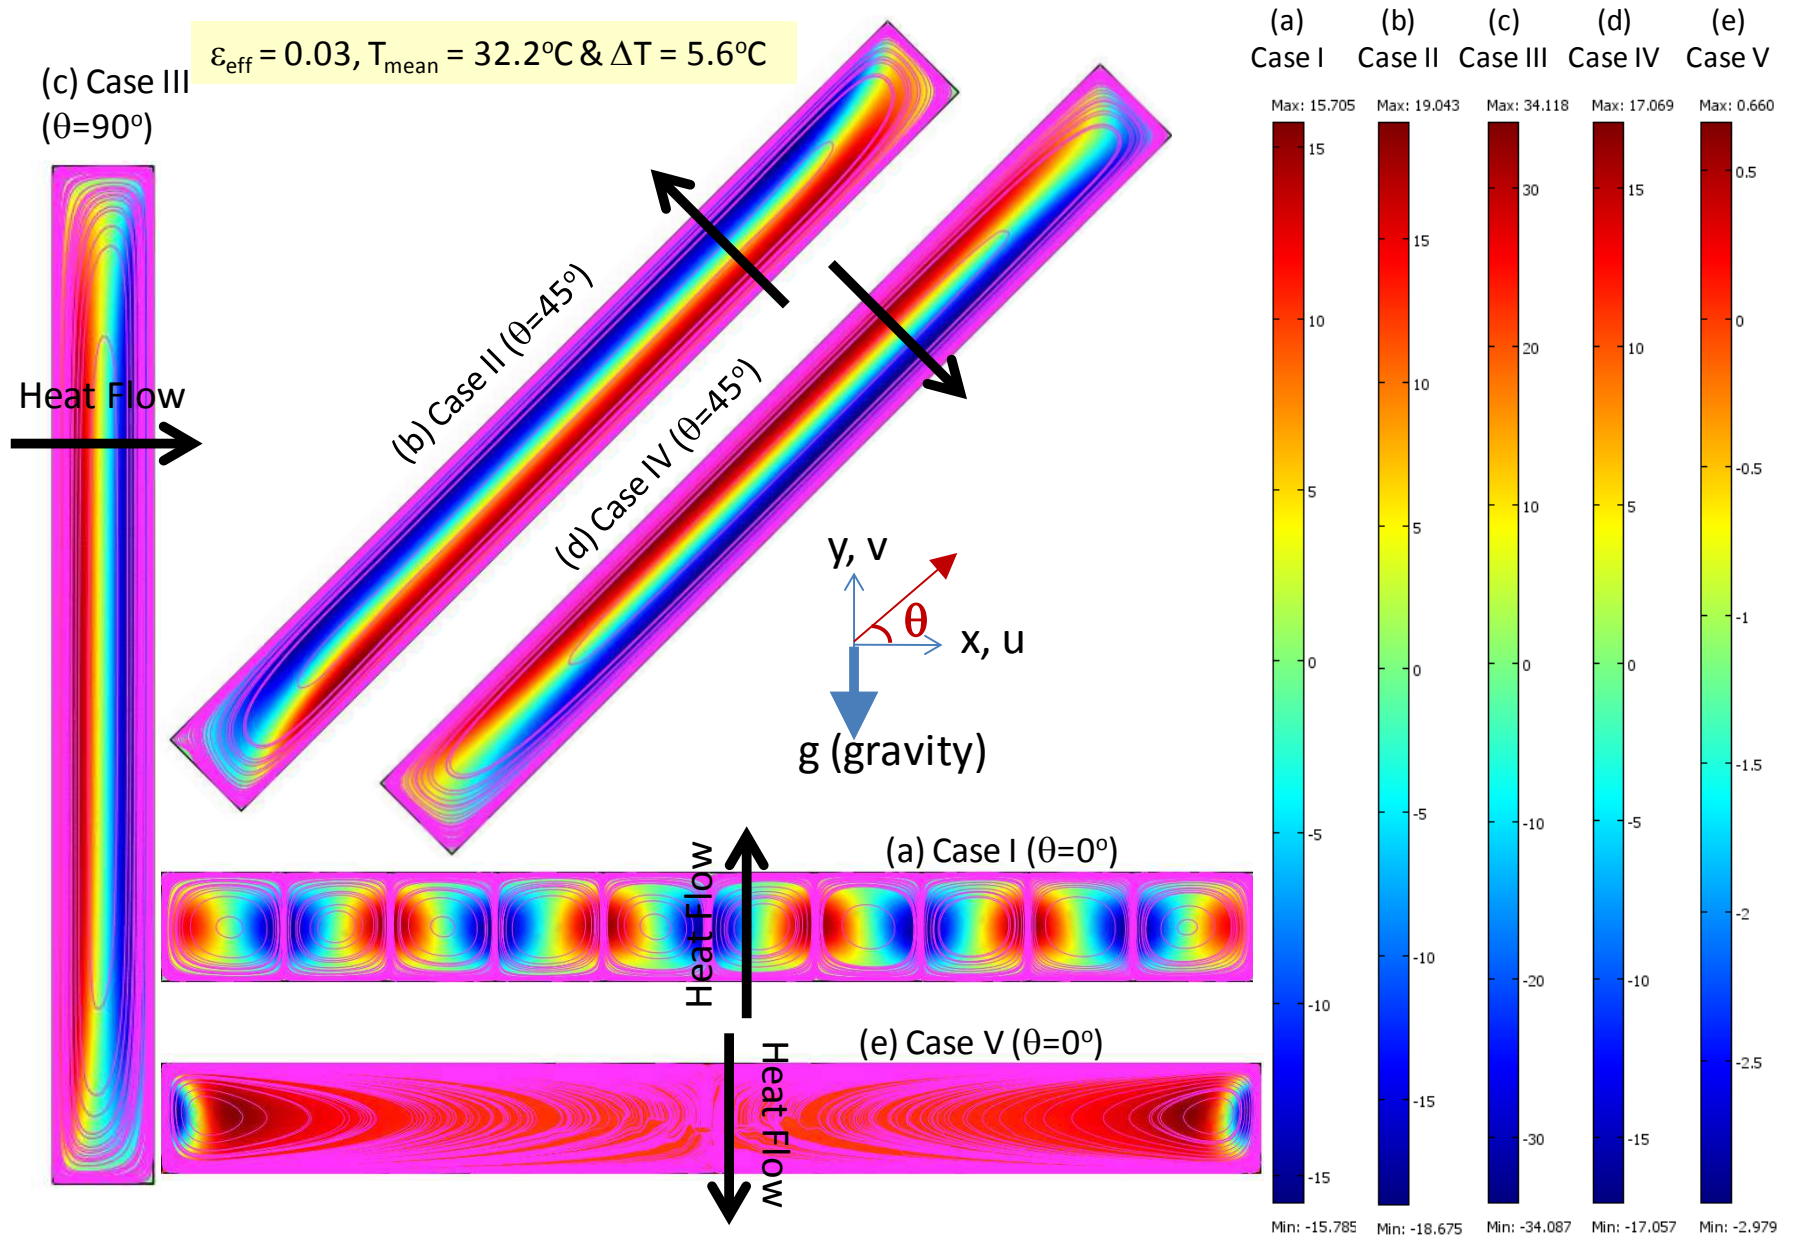 ε_eff = 0.03, T_mean = 32.2°C & ΔT = 5.6°C
(c) Case III
(θ=90°)
Heat Flow
(b) Case II (θ=45°)
(d) Case IV (θ=45°)
y, v
θ
x, u
g (gravity)
(a) Case I (θ=0°)
Heat Flow
(e) Case V (θ=0°)
Heat Flow
(a)
Case I
Max: 15.705
15
10
5
0
-5
-10
-15
Min: -15.785
(b)
Case II
Max: 19.043
15
10
5
0
-5
-10
-15
Min: -18.675
(c)
Case III
Max: 34.118
30
20
10
0
-10
-20
-30
Min: -34.087
(d)
Case IV
Max: 17.069
15
10
5
0
-5
-10
-15
Min: -17.057
(e)
Case V
Max: 0.660
0.5
0
-0.5
-1
-1.5
-2
-2.5
Min: -2.979